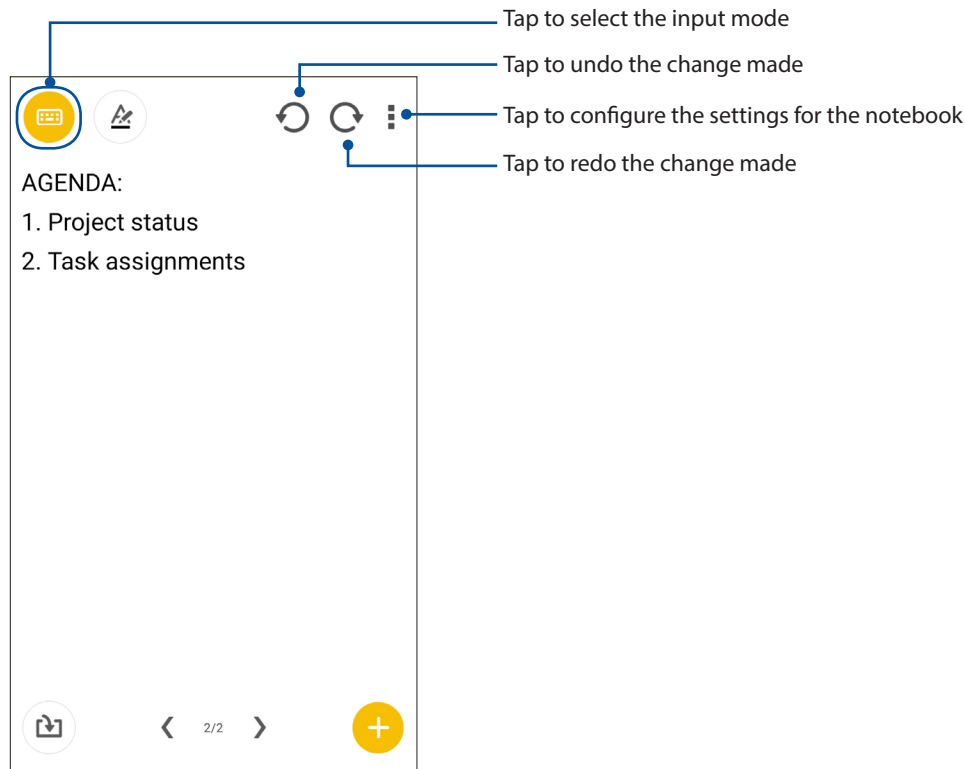 Tap to select the input mode
Tap to undo the change made
Tap to configure the settings for the notebook
Tap to redo the change made
AGENDA:
1. Project status
2. Task assignments
2/2